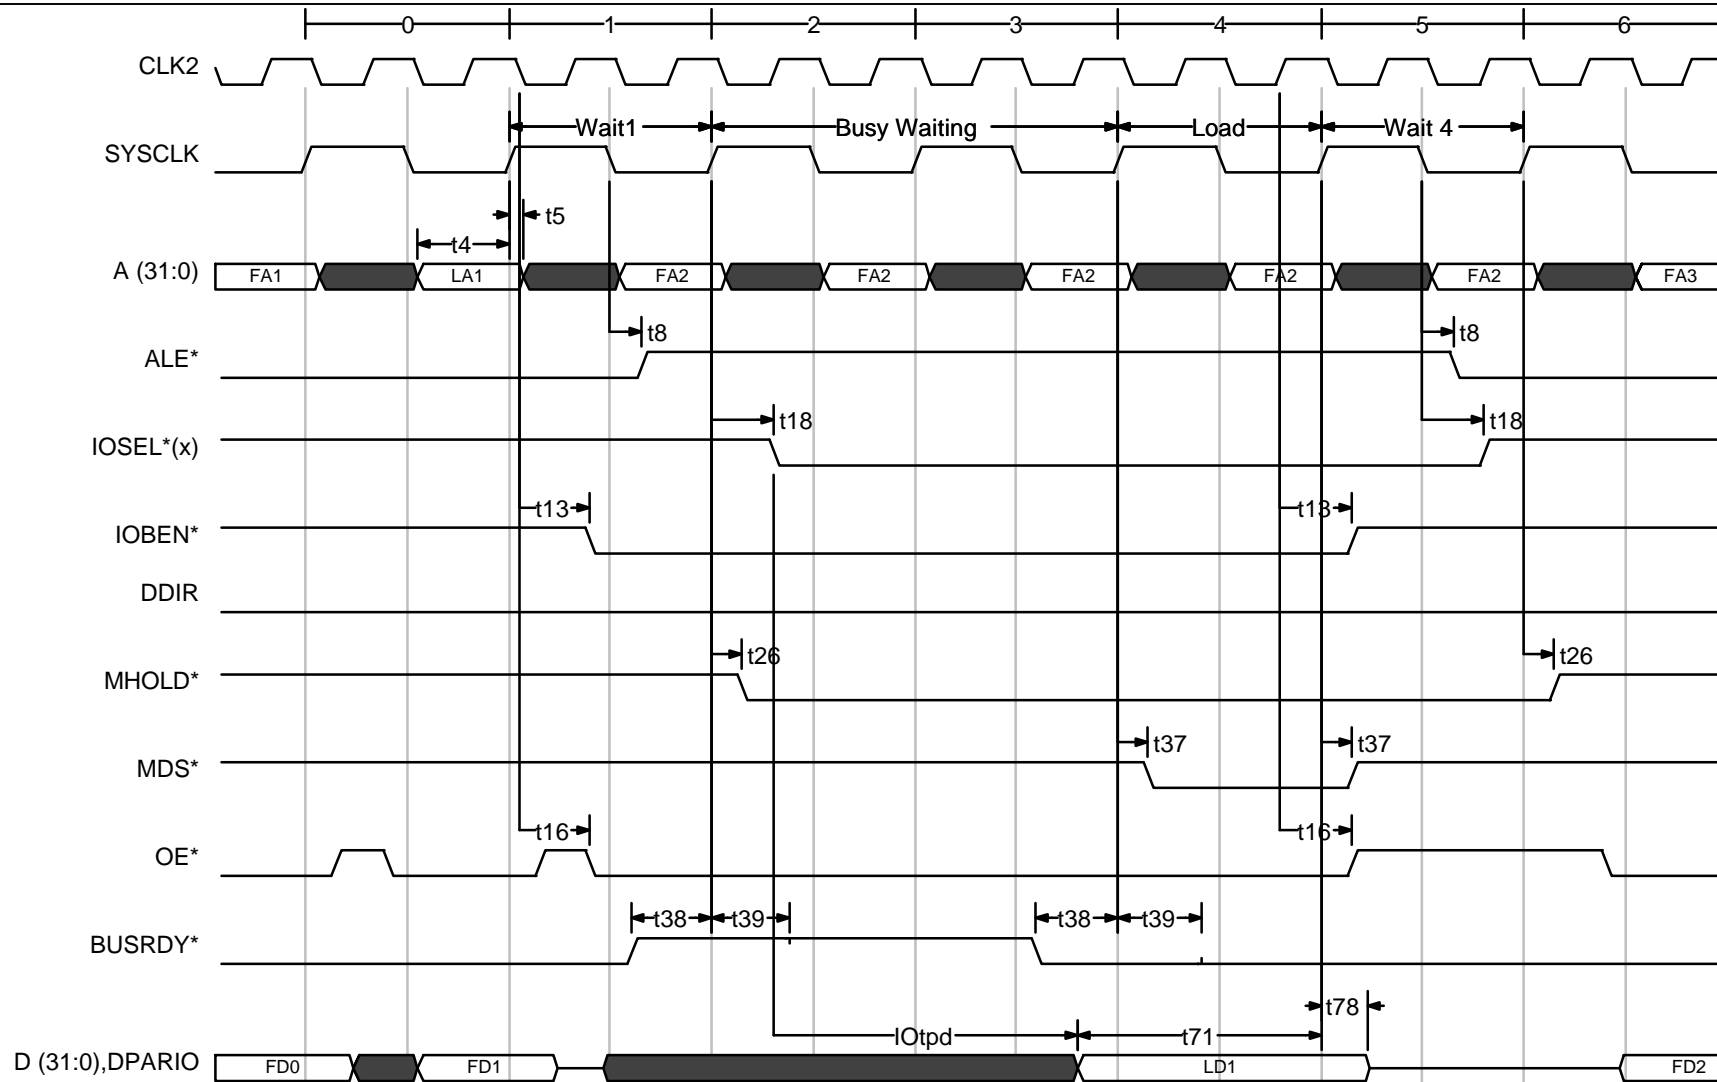 0 1 2 3 4 5 6
CLK2
Wait1 Busy Waiting Load Wait 4
SYSCLK
t5
t4
A (31:0) FA1 LA1 FA2 FA2 FA2 FA2 FA2 FA3
t8 t8
ALE*
t18 t18
IOSEL*(x)
t13 t13
IOBEN*
DDIR
t26 t26
MHOLD*
t37 t37
MDS*
t16 t16
OE*
t38 t39 t38 t39
BUSRDY*
t78
IOtpd t71
D (31:0),DPARIO FD0 FD1 LD1 FD2